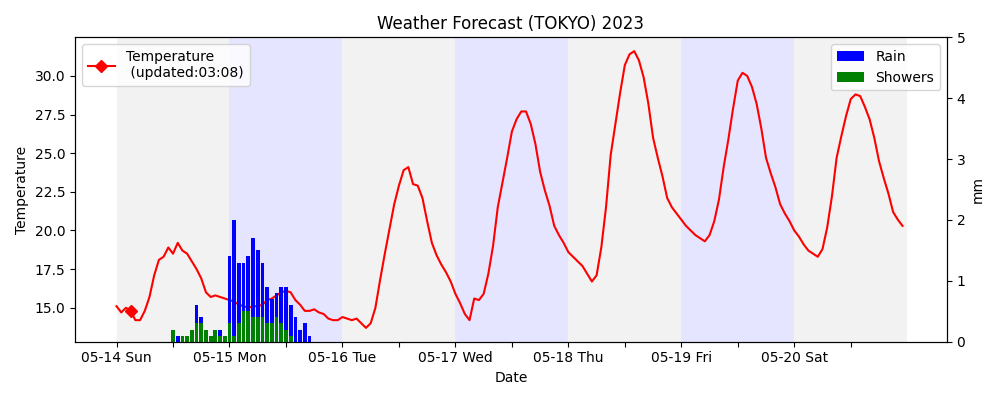 Weather Forecast (TOKYO) 2023
Temperature
(updated:03:08)
Rain
Showers
30.0
27.5
25.0
22.5
20.0
17.5
15.0
Temperature
5
4
3
2
1
0
mm
05-14 Sun
05-15 Mon
05-16 Tue
05-17 Wed
05-18 Thu
05-19 Fri
05-20 Sat
Date